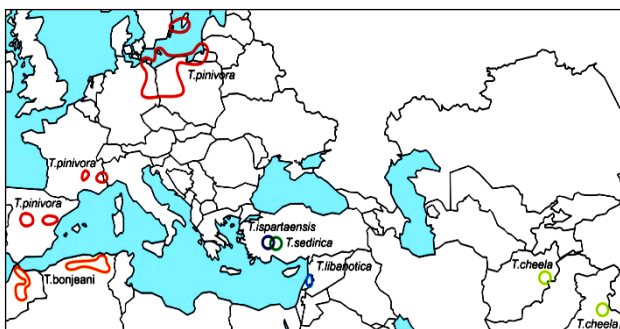 T.pinivora
T.pinivora
T.pinivora
T.ispartaensis
T.sedirica
T.bonjeani
T.libanotica
T.cheela
T.cheela